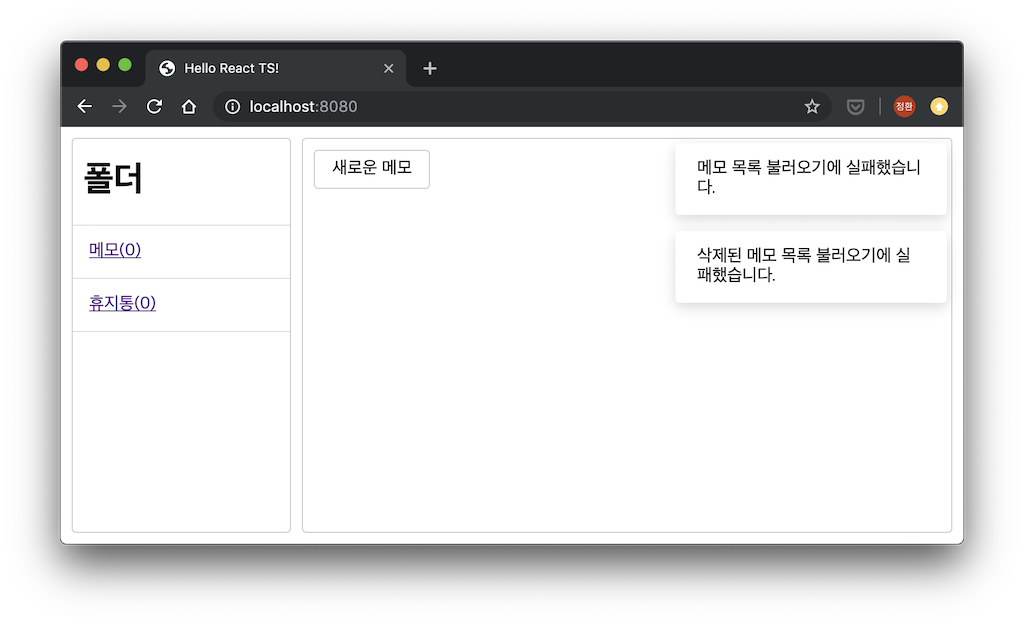 Hello React TS!
localhost:8080
정환
폴더
메모(0)
휴지통(0)
새로운 메모
메모 목록 불러오기에 실패했습니
다.
삭제된 메모 목록 불러오기에 실
패했습니다.